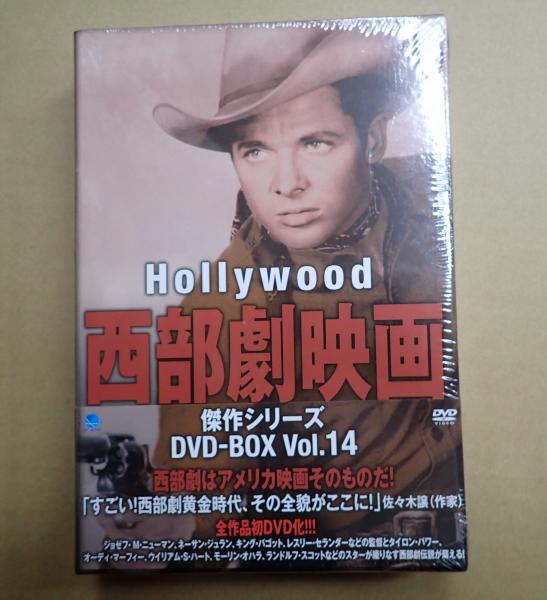 Hollywood
西部劇映画
傑作シリーズ
DVD-BOX Vol.14
DVD
VIDEO
西部劇はアメリカ映画そのものだ!
「すごい!西部劇黄金時代、その全貌がここに!」佐々木譲(作家)
全作品初DVD化!!!
ジョゼフ・M・ニューマン、ネーサン・ジュラン、キング・バゴット、レスリー・セランダーなどの監督とタイロン・パワー、
オーディ・マーフィー、ウイリアム・S・ハート、モーリン・オハラ、ランドルフ・スコットなどのスターが織りなす西部劇伝説が甦える!